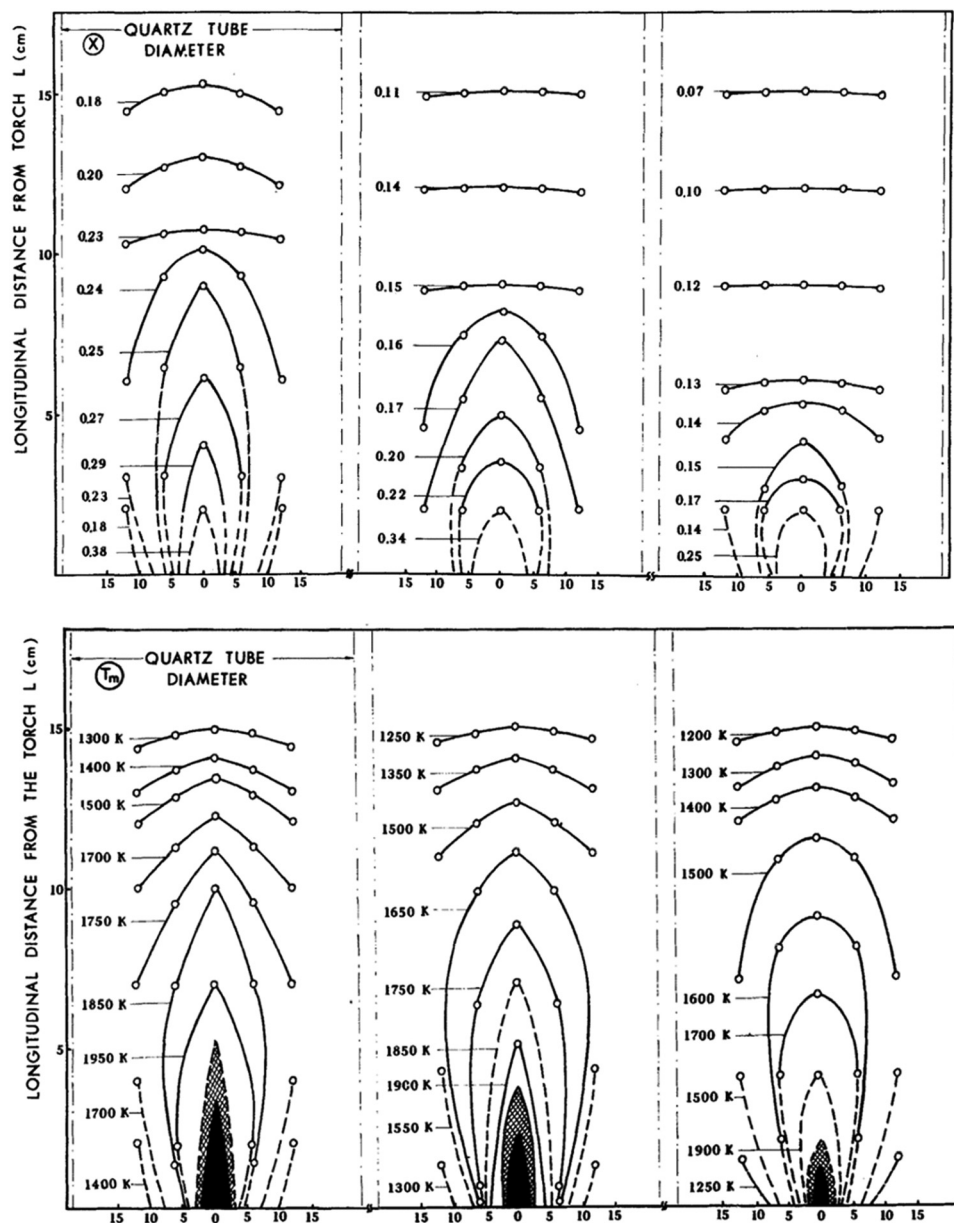 LONGITUDINAL DISTANCE FROM TORCH L (cm)
QUARTZ TUBE
DIAMETER
X
15
10
5
0.18
0.20
0.23
0.24
0.25
0.27
0.29
0.23
0.18
0.38
0.11
0.14
0.15
0.16
0.17
0.20
0.22
0.34
0.07
0.10
0.12
0.13
0.14
0.15
0.17
0.14
0.25
15 10 5 0 5 10 15
15 10 5 0 5 10 15
15 10 5 0 5 10 15
LONGITUDINAL DISTANCE FROM THE TORCH L (cm)
QUARTZ TUBE
DIAMETER
Tm
15
10
5
1300 K
1400 K
1500 K
1700 K
1750 K
1850 K
1950 K
1700 K
1400 K
1250 K
1350 K
1500 K
1650 K
1750 K
1850 K
1900 K
1550 K
1300 K
1200 K
1300 K
1400 K
1500 K
1600 K
1700 K
1500 K
1900 K
1250 K
15 10 5 0 5 10 15
15 10 5 0 5 10 15
15 10 5 0 5 10 15